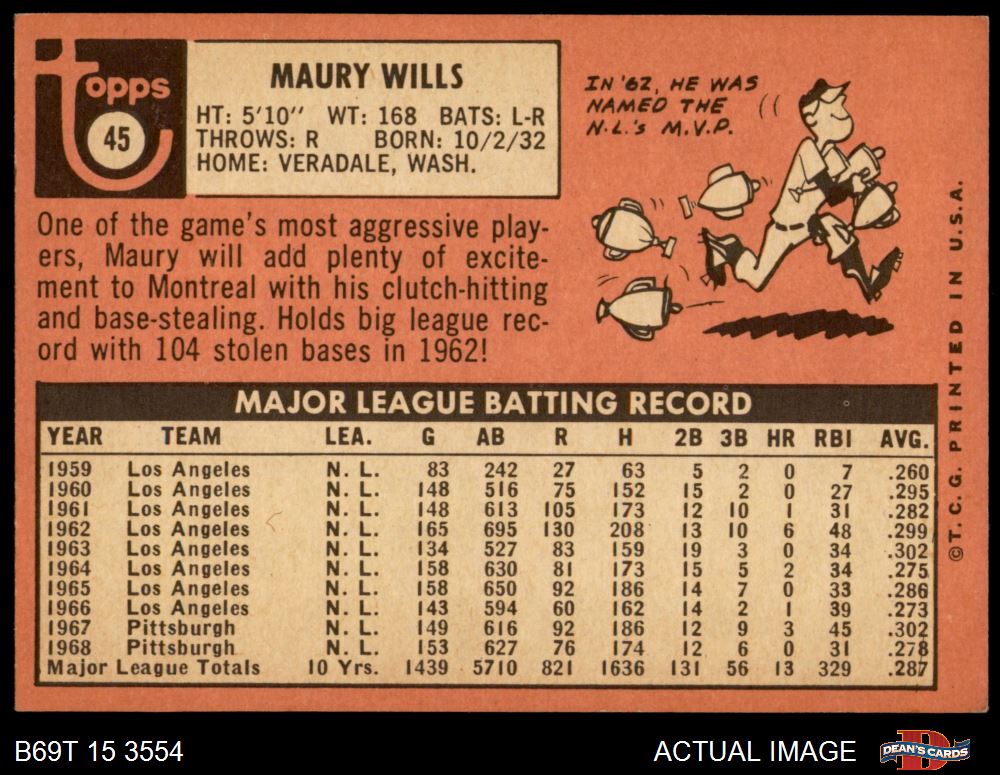 Topps
45
MAURY WILLS
HT: 5'10" WT: 168 BATS: L-R
THROWS: R BORN: 10/2/32
HOME: VERADALE, WASH.
IN '62, HE WAS
NAMED THE
N.L.'s M.V.P.
One of the game's most aggressive play-
ers, Maury will add plenty of excite-
ment to Montreal with his clutch-hitting
and base-stealing. Holds big league rec-
ord with 104 stolen bases in 1962!
MAJOR LEAGUE BATTING RECORD
YEAR TEAM LEA. G AB R H 2B 3B HR RBI AVG.
1959 Los Angeles N. L. 83 242 27 63 5 2 0 7 .260
1960 Los Angeles N. L. 148 516 75 152 15 2 0 27 .295
1961 Los Angeles N. L. 148 613 105 173 12 10 1 31 .282
1962 Los Angeles N. L. 165 695 130 208 13 10 6 48 .299
1963 Los Angeles N. L. 134 527 83 159 19 3 0 34 .302
1964 Los Angeles N. L. 158 630 81 173 15 5 2 34 .275
1965 Los Angeles N. L. 158 650 92 186 14 7 0 33 .286
1966 Los Angeles N. L. 143 594 60 162 14 2 1 39 .273
1967 Pittsburgh N. L. 149 616 92 186 12 9 3 45 .302
1968 Pittsburgh N. L. 153 627 76 174 12 6 0 31 .278
Major League Totals 10 Yrs. 1439 5710 821 1636 131 56 13 329 .287
©T. C. G. PRINTED IN U.S.A.
B69T 15 3554
ACTUAL IMAGE
D
DEAN'S CARDS